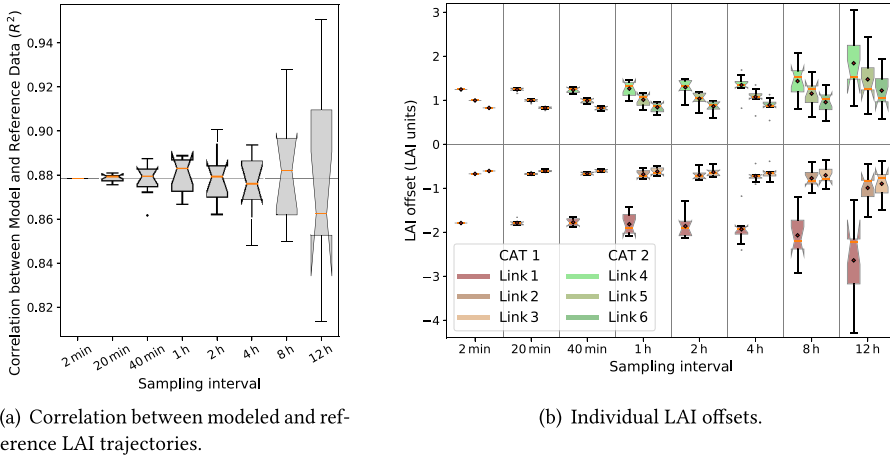 Correlation between Model and Reference Data (R²)
0.94
0.92
0.90
0.88
0.86
0.84
0.82
2 min
20 min
40 min
1 h
2 h
4 h
8 h
12 h
Sampling interval
(a) Correlation between modeled and ref-
erence LAI trajectories.
LAI offset (LAI units)
3
2
1
0
−1
−2
−3
−4
CAT 1 CAT 2
Link 1 Link 4
Link 2 Link 5
Link 3 Link 6
2 min 20 min 40 min 1 h 2 h 4 h 8 h 12 h
Sampling interval
(b) Individual LAI offsets.